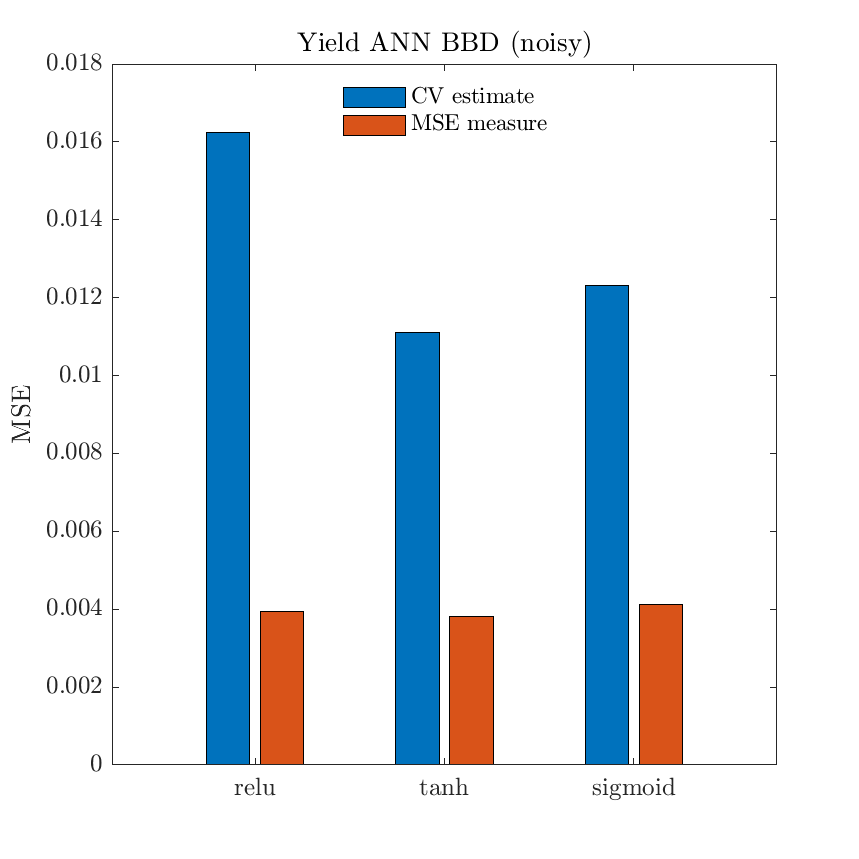 Yield ANN BBD (noisy)
CV estimate
MSE measure
MSE
0.018
0.016
0.014
0.012
0.01
0.008
0.006
0.004
0.002
0
relu tanh sigmoid